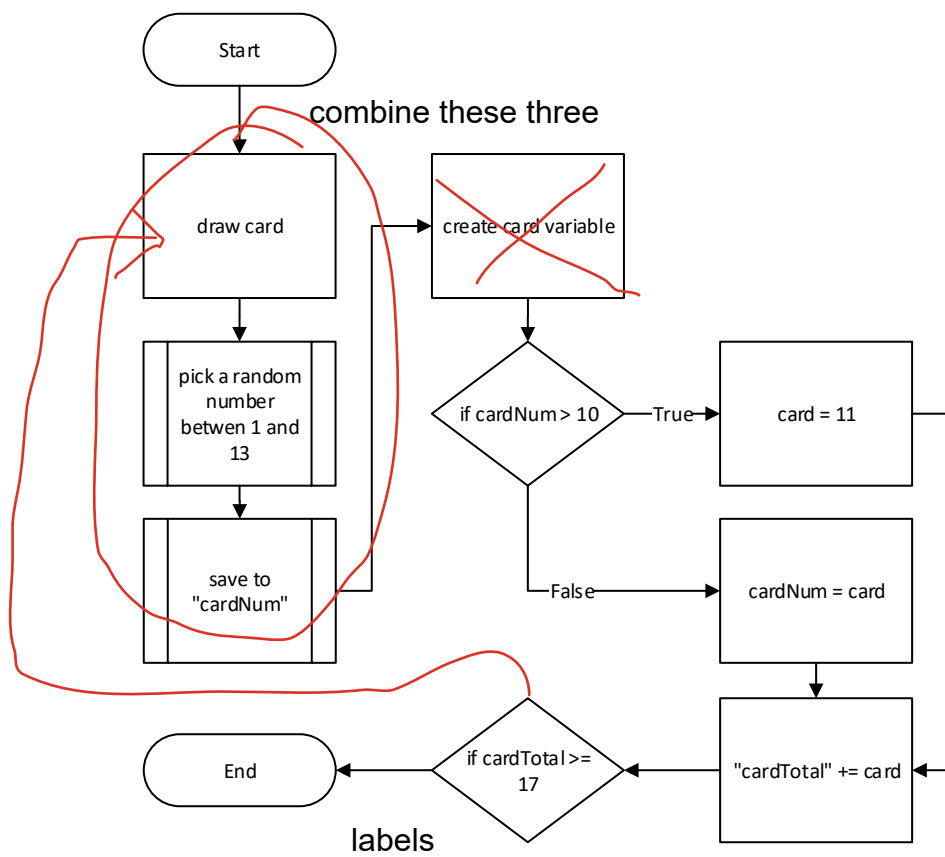 Start
combine these three
draw card
create card variable
pick a random
number
betwen 1 and
13
if cardNum > 10
True
card = 11
save to
"cardNum"
False
cardNum = card
End
if cardTotal >=
17
"cardTotal" += card
labels